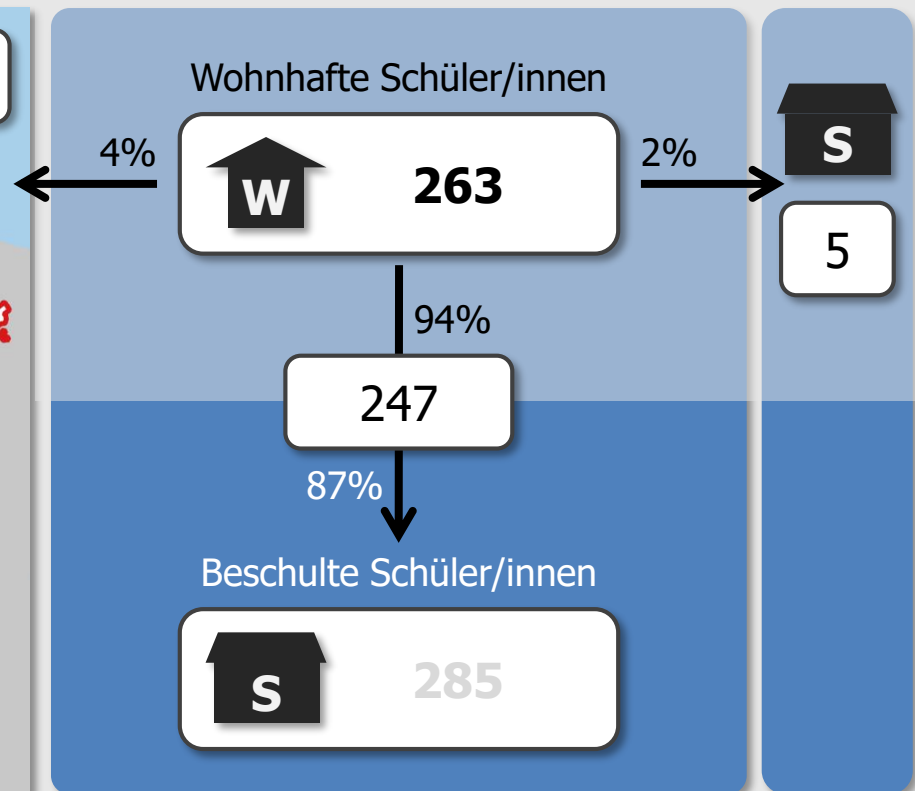 Wohnhafte Schüler/innen
4%
W
263
2%
S
5
94%
247
87%
Beschulte Schüler/innen
S
285